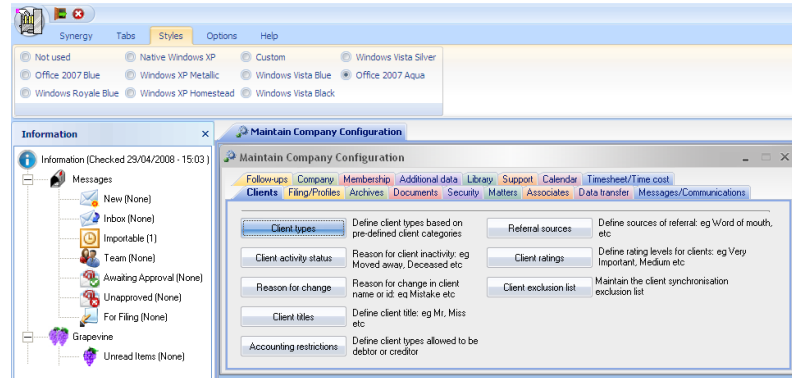 Synergy Tabs Styles Options Help
Not used Native Windows XP Custom Windows Vista Silver
Office 2007 Blue Windows XP Metallic Windows Vista Blue Office 2007 Aqua
Windows Royale Blue Windows XP Homestead Windows Vista Black
Information
Information (Checked 29/04/2008 - 15:03 )
Messages
New (None)
Inbox (None)
Importable (1)
Team (None)
Awaiting Approval (None)
Unapproved (None)
For Filing (None)
Grapevine
Unread Items (None)
Maintain Company Configuration
Maintain Company Configuration
Follow-ups Company Membership Additional data Library Support Calendar Timesheet/Time cost
Clients Filing/Profiles Archives Documents Security Matters Associates Data transfer Messages/Communications
Client types
Define client types based on
pre-defined client categories
Referral sources
Define sources of referral: eg Word of mouth,
etc
Client activity status
Reason for client inactivity: eg
Moved away, Deceased etc
Client ratings
Define rating levels for clients: eg Very
Important, Medium etc
Reason for change
Reason for change in client
name or id: eg Mistake etc
Client exclusion list
Maintain the client synchronisation
exclusion list
Client titles
Define client title: eg Mr, Miss
etc
Accounting restrictions
Define client types allowed to be
debtor or creditor